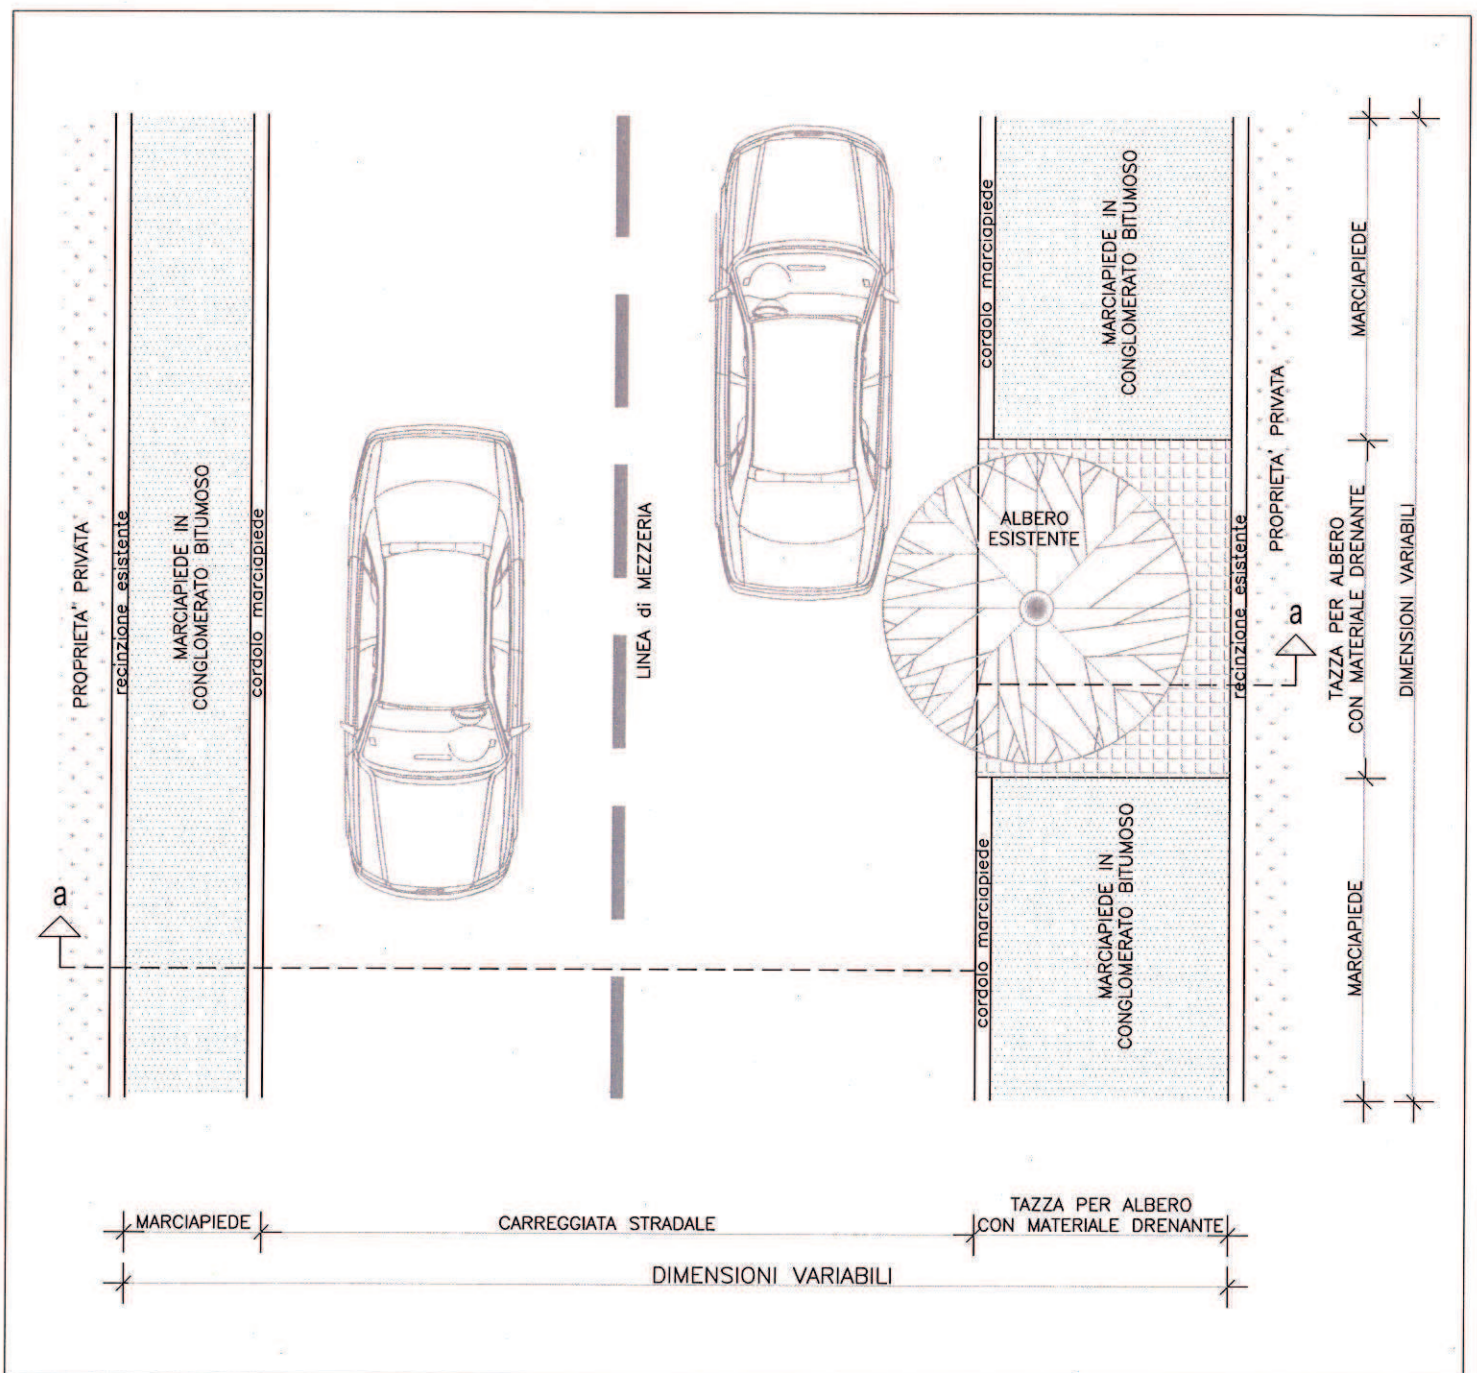 PROPRIETA' PRIVATA
recinzione esistente
MARCIAPIEDE IN
CONGLOMERATO BITUMOSO
cordolo marciapiede
LINEA di MEZZERIA
cordolo marciapiede
MARCIAPIEDE IN
CONGLOMERATO BITUMOSO
ALBERO
ESISTENTE
cordolo marciapiede
MARCIAPIEDE IN
CONGLOMERATO BITUMOSO
recinzione esistente
PROPRIETA' PRIVATA
a
a
MARCIAPIEDE
TAZZA PER ALBERO
CON MATERIALE DRENANTE
MARCIAPIEDE
DIMENSIONI VARIABILI
MARCIAPIEDE
CARREGGIATA STRADALE
TAZZA PER ALBERO
CON MATERIALE DRENANTE
DIMENSIONI VARIABILI